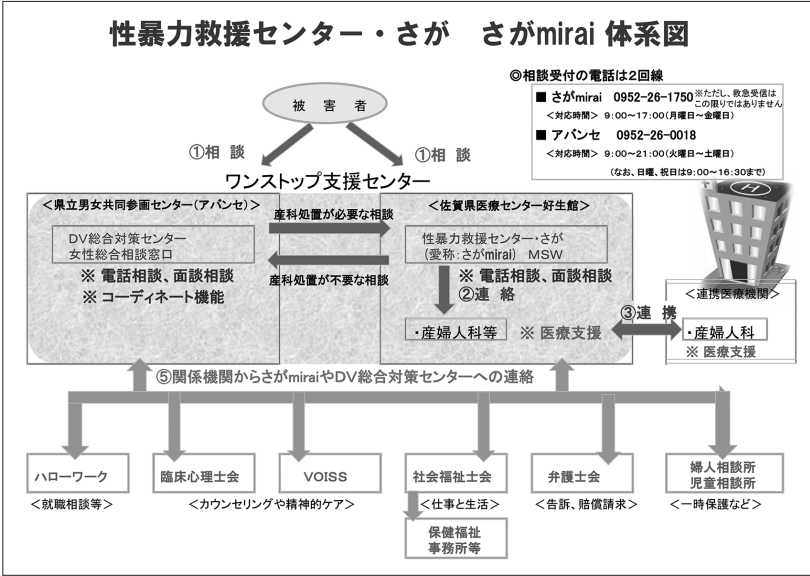 性暴力救援センター・さが　さがmirai 体系図
◎相談受付の電話は2回線
■ さがmirai　0952-26-1750 ※ただし、救急受信は
この限りではありません
＜対応時間＞ 9:00～17:00(月曜日～金曜日)
■ アバンセ　0952-26-0018
＜対応時間＞ 9:00～21:00(火曜日～土曜日)
(なお、日曜、祝日は9:00～16:30まで)
被　害　者
①相　談
①相　談
ワンストップ支援センター
＜県立男女共同参画センター(アバンセ)＞
DV総合対策センター
女性総合相談窓口
※ 電話相談、面談相談
※ コーディネート機能
産科処置が必要な相談
産科処置が不要な相談
＜佐賀県医療センター好生館＞
性暴力救援センター・さが
(愛称:さがmirai)　MSW
※ 電話相談、面談相談
②連　絡
・産婦人科等
※ 医療支援
③連　携
H
＜連携医療機関＞
・産婦人科
※ 医療支援
⑤関係機関からさがmiraiやDV総合対策センターへの連絡
ハローワーク
＜就職相談等＞
臨床心理士会
VOISS
＜カウンセリングや精神的ケア＞
社会福祉士会
＜仕事と生活＞
保健福祉
事務所等
弁護士会
＜告訴、賠償請求＞
婦人相談所
児童相談所
＜一時保護など＞